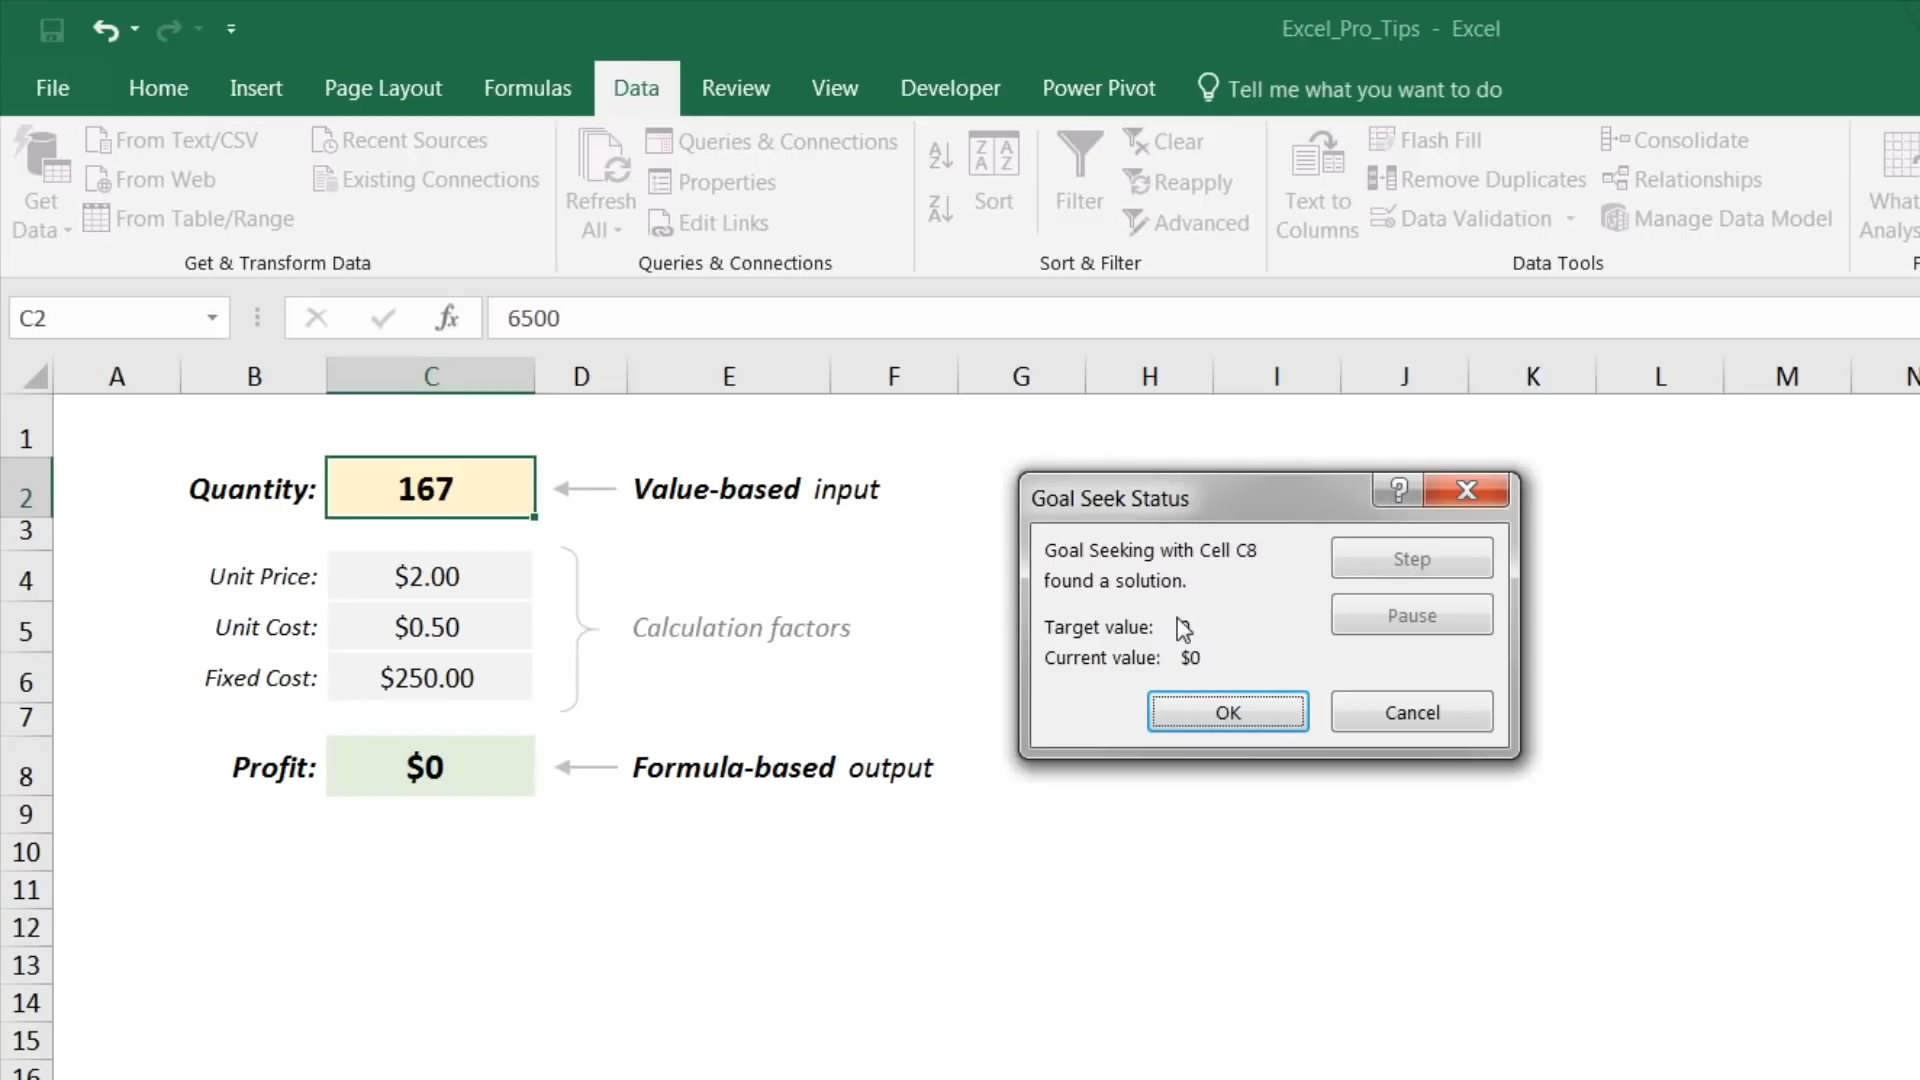 Excel_Pro_Tips - Excel
File Home Insert Page Layout Formulas Data Review View Developer Power Pivot Tell me what you want to do
Get Data
From Text/CSV
From Web
From Table/Range
Recent Sources
Existing Connections
Get & Transform Data
Refresh All
Queries & Connections
Properties
Edit Links
Queries & Connections
Sort
Filter
Clear
Reapply
Advanced
Sort & Filter
Text to Columns
Flash Fill
Remove Duplicates
Data Validation
Consolidate
Relationships
Manage Data Model
Data Tools
What
Analys
F
C2 fx 6500
A B C D E F G H I J K L M N
1
2 Quantity: 167 Value-based input
3
4 Unit Price: $2.00
5 Unit Cost: $0.50 Calculation factors
6 Fixed Cost: $250.00
7
8 Profit: $0 Formula-based output
9
10
11
12
13
14
15
16
Goal Seek Status
Goal Seeking with Cell C8
found a solution.
Target value:
Current value: $0
Step
Pause
OK Cancel